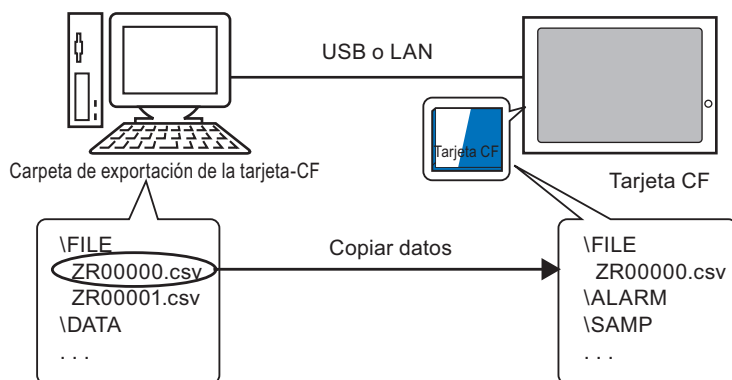 USB o LAN
Tarjeta CF
Carpeta de exportación de la tarjeta-CF
Tarjeta CF
\FILE
ZR00000.csv
ZR00001.csv
\DATA
. . .
Copiar datos
\FILE
ZR00000.csv
\ALARM
\SAMP
. . .